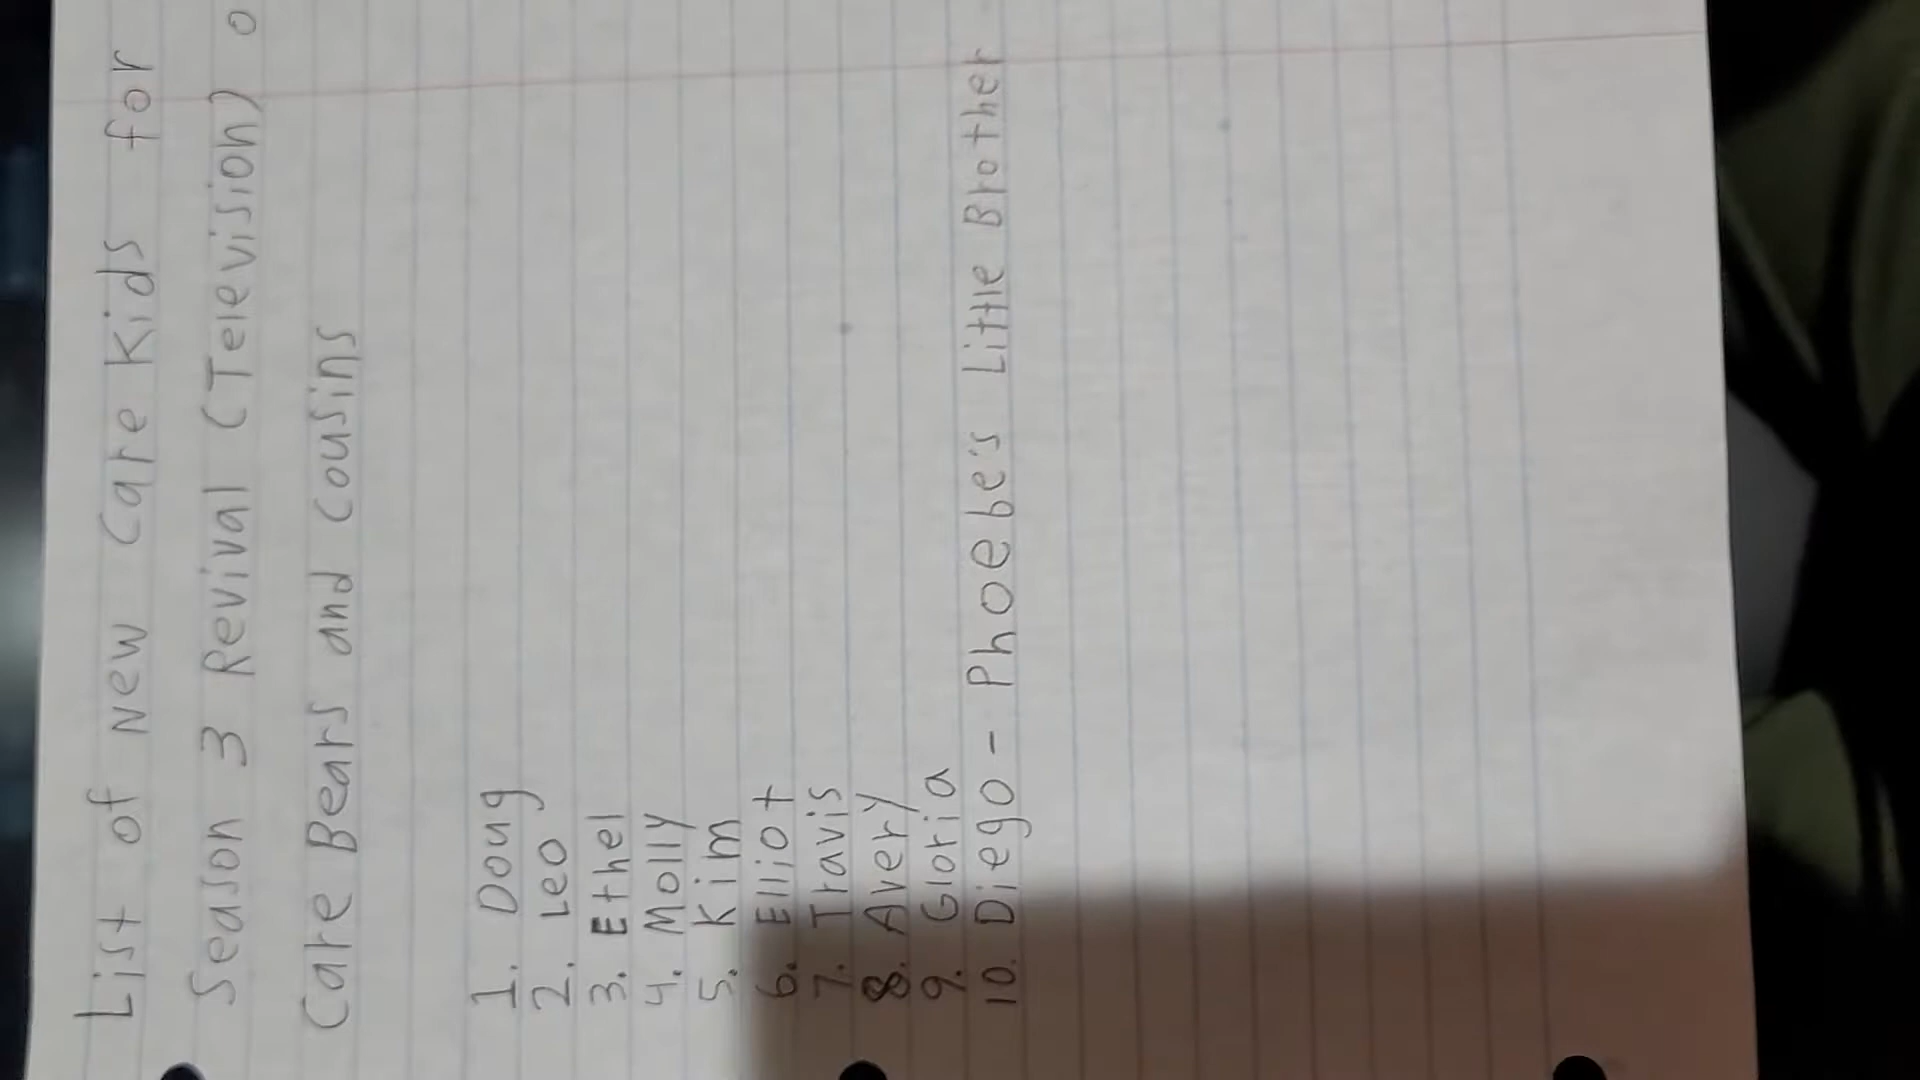 List of New Care Kids for
Season 3 Revival (Television) o
Care Bears and Cousins
1. Doug
2. Leo
3. Ethel
4. Molly
5. Kim
6. Elliot
7. Travis
8. Avery
9. Gloria
10. Diego - Phoebe's Little Brother